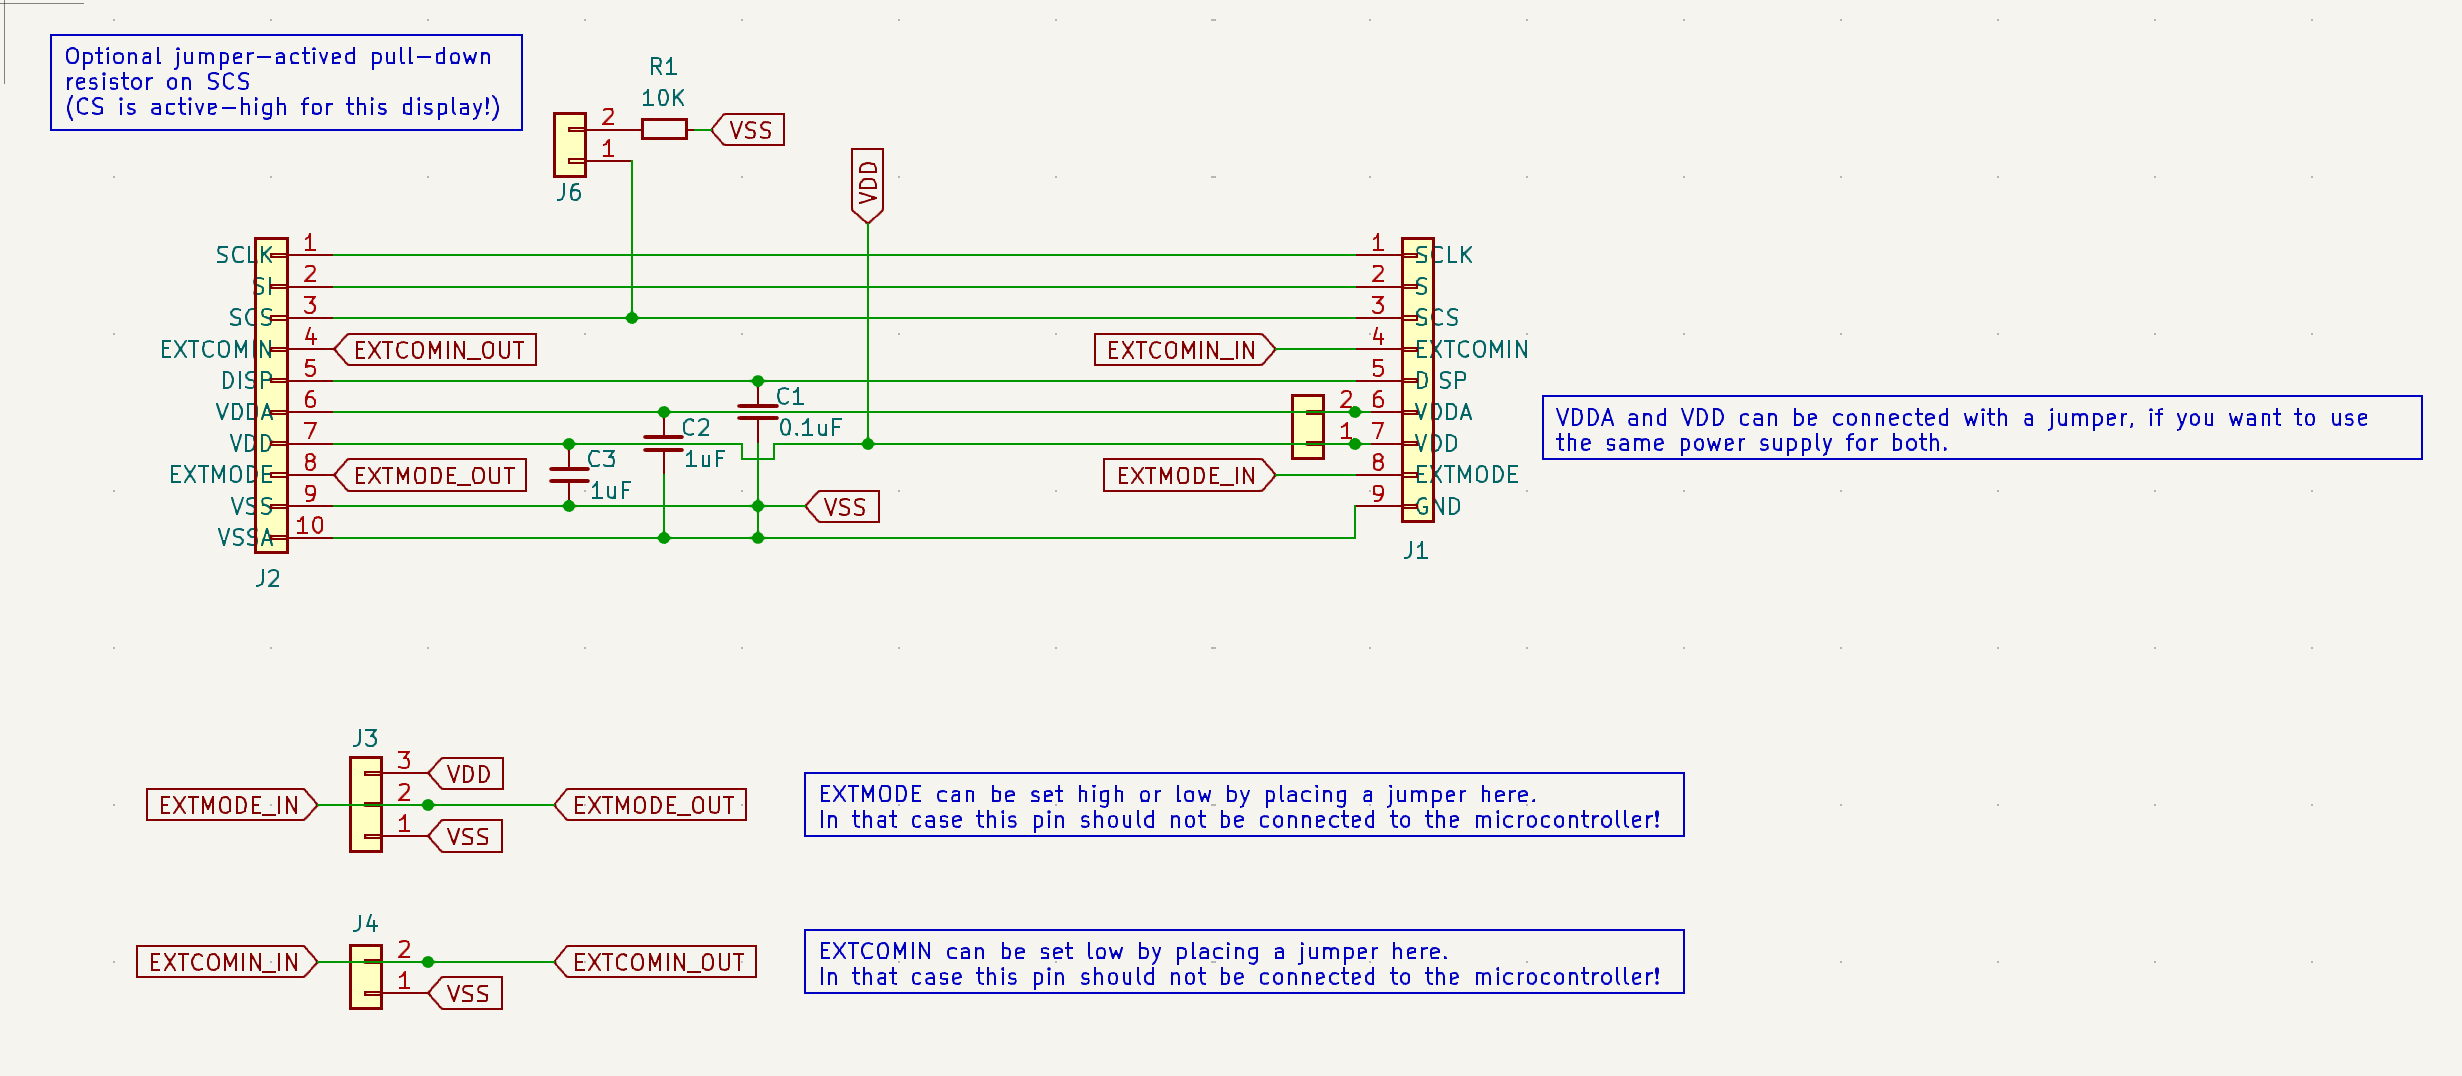 Optional jumper-actived pull-down
resistor on SCS
(CS is active-high for this display!)
R1
10K
2
VSS
1
J6
VDD
SCLK 1
SI 2
SCS 3
EXTCOMIN 4
EXTCOMIN_OUT
DISP 5
VDDA 6
VDD 7
EXTMODE 8
EXTMODE_OUT
VSS 9
VSSA 10
J2
C1
0.1uF
C2
1uF
C3
1uF
VSS
1 SCLK
2 S
3 SCS
EXTCOMIN_IN
4 EXTCOMIN
5 D SP
2
6 VDDA
1
7 VDD
EXTMODE_IN
8 EXTMODE
9 GND
J1
VDDA and VDD can be connected with a jumper, if you want to use
the same power supply for both.
J3
3
VDD
EXTMODE_IN
2
EXTMODE_OUT
1
VSS
EXTMODE can be set high or low by placing a jumper here.
In that case this pin should not be connected to the microcontroller!
J4
EXTCOMIN_IN
2
EXTCOMIN_OUT
1
VSS
EXTCOMIN can be set low by placing a jumper here.
In that case this pin should not be connected to the microcontroller!